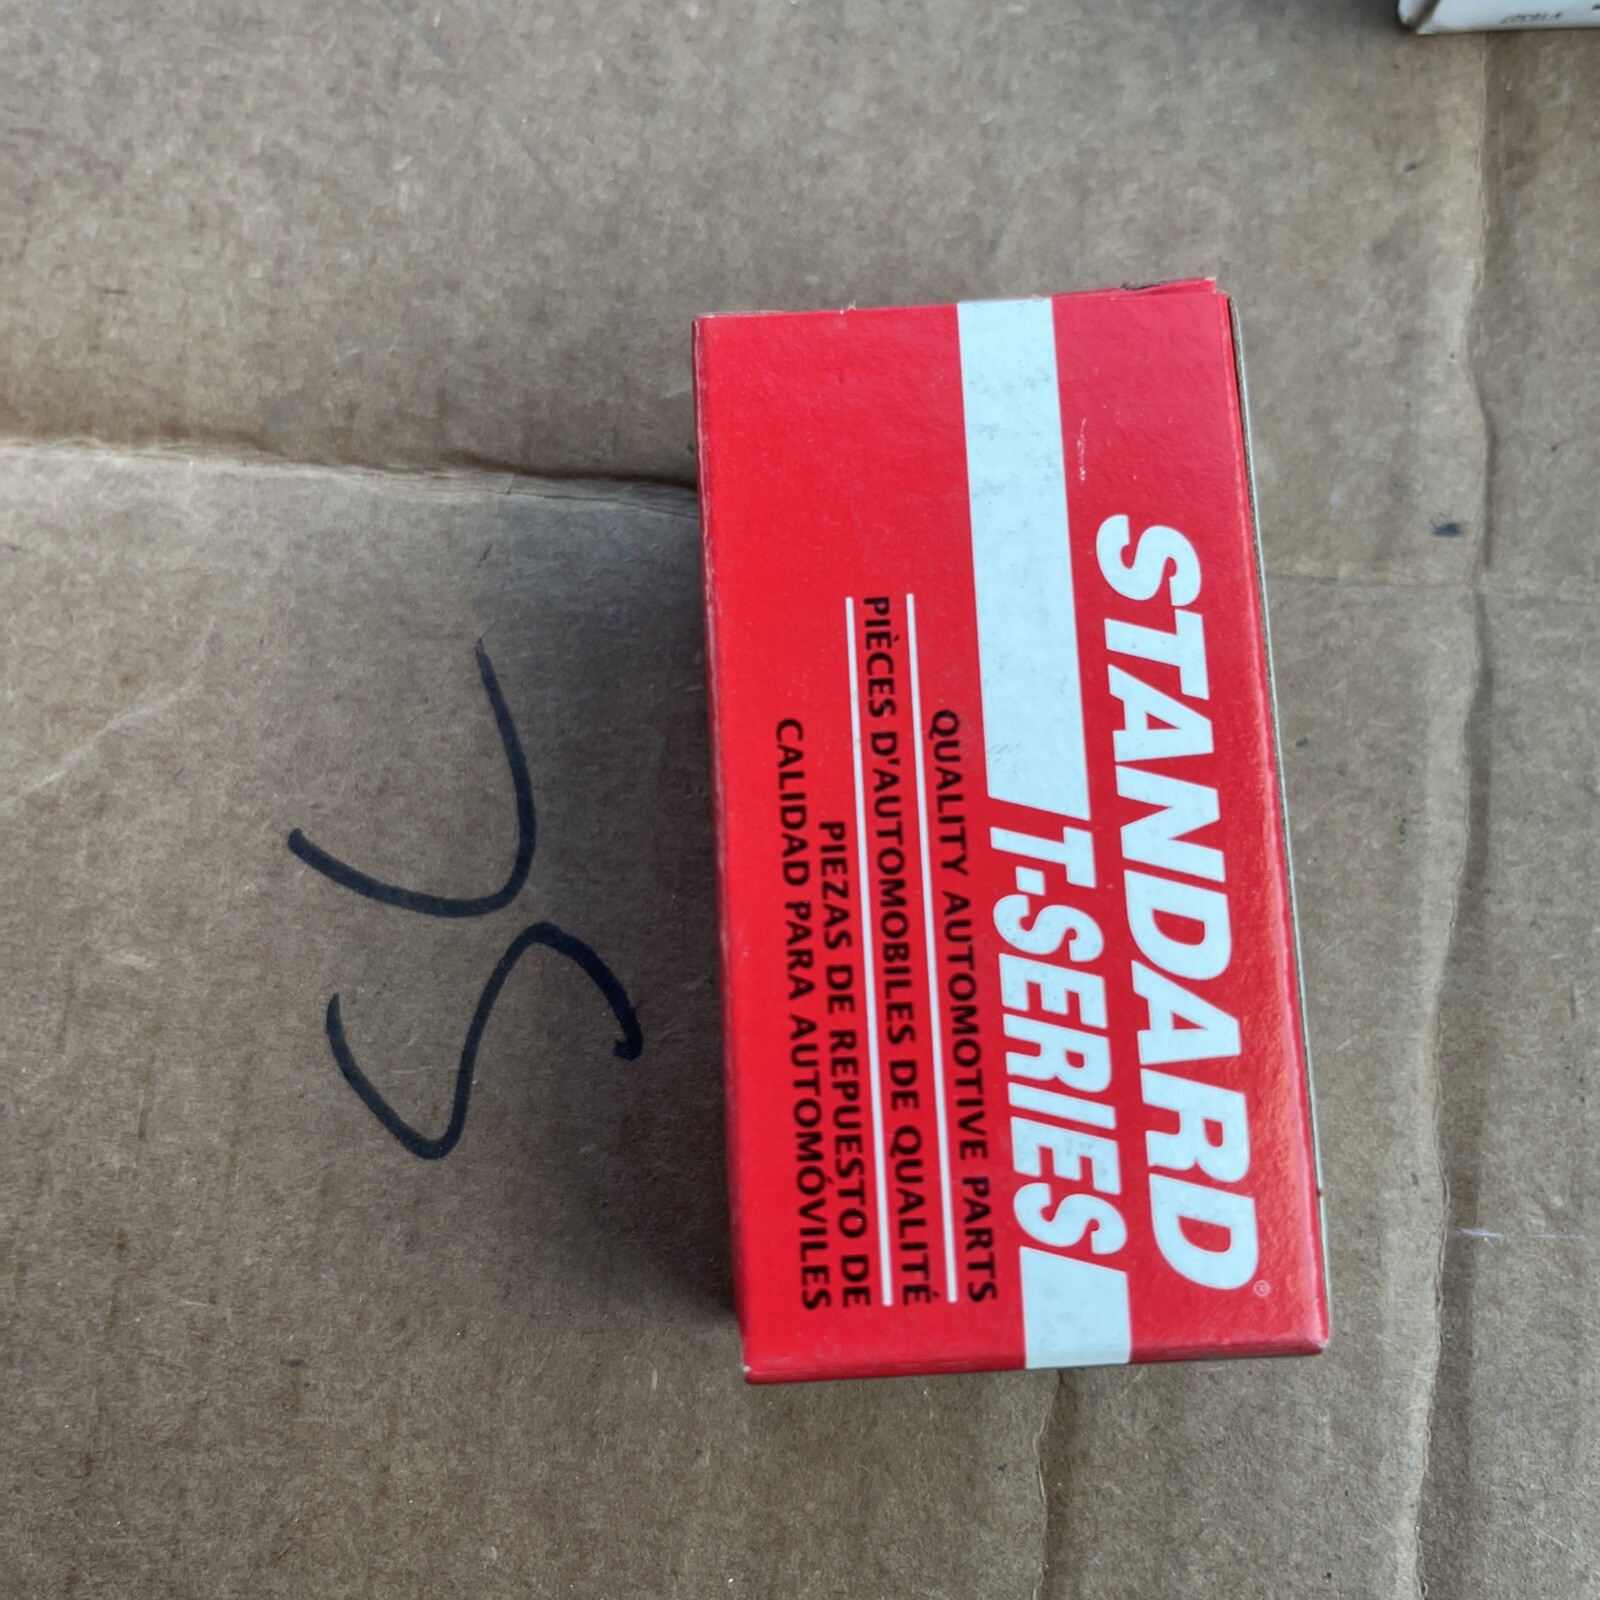 STANDARD®
T-SERIES
QUALITY AUTOMOTIVE PARTS
PIÈCES D'AUTOMOBILES DE QUALITÉ
PIEZAS DE REPUESTO DE
CALIDAD PARA AUTOMÓVILES